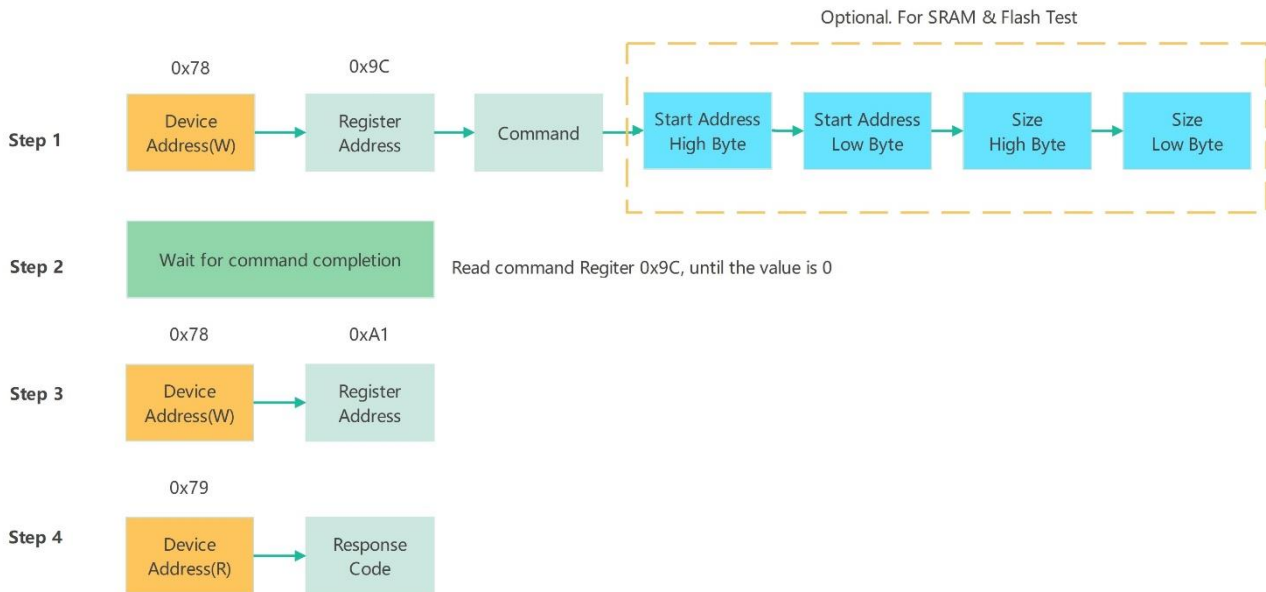 Optional. For SRAM & Flash Test
0x78
0x9C
Step 1
Device
Address(W)
Register
Address
Command
Start Address
High Byte
Start Address
Low Byte
Size
High Byte
Size
Low Byte
Step 2
Wait for command completion
Read command Regiter 0x9C, until the value is 0
0x78
0xA1
Step 3
Device
Address(W)
Register
Address
0x79
Step 4
Device
Address(R)
Response
Code